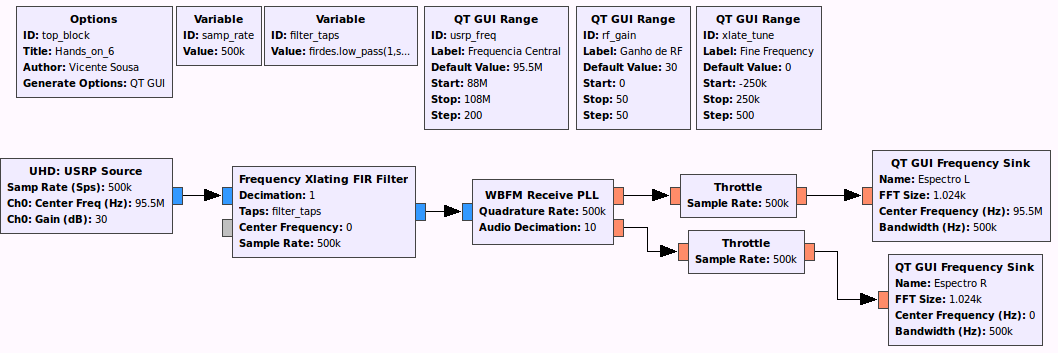 Options
ID: top_block
Title: Hands_on_6
Author: Vicente Sousa
Generate Options: QT GUI
Variable
ID: samp_rate
Value: 500k
Variable
ID: filter_taps
Value: firdes.low_pass(1,s...
QT GUI Range
ID: usrp_freq
Label: Frequencia Central
Default Value: 95.5M
Start: 88M
Stop: 108M
Step: 200
QT GUI Range
ID: rf_gain
Label: Ganho de RF
Default Value: 30
Start: 0
Stop: 50
Step: 50
QT GUI Range
ID: xlate_tune
Label: Fine Frequency
Default Value: 0
Start: -250k
Stop: 250k
Step: 500
UHD: USRP Source
Samp Rate (Sps): 500k
Ch0: Center Freq (Hz): 95.5M
Ch0: Gain (dB): 30
Frequency Xlating FIR Filter
Decimation: 1
Taps: filter_taps
Center Frequency: 0
Sample Rate: 500k
WBFM Receive PLL
Quadrature Rate: 500k
Audio Decimation: 10
Throttle
Sample Rate: 500k
Throttle
Sample Rate: 500k
QT GUI Frequency Sink
Name: Espectro L
FFT Size: 1.024k
Center Frequency (Hz): 95.5M
Bandwidth (Hz): 500k
QT GUI Frequency Sink
Name: Espectro R
FFT Size: 1.024k
Center Frequency (Hz): 0
Bandwidth (Hz): 500k